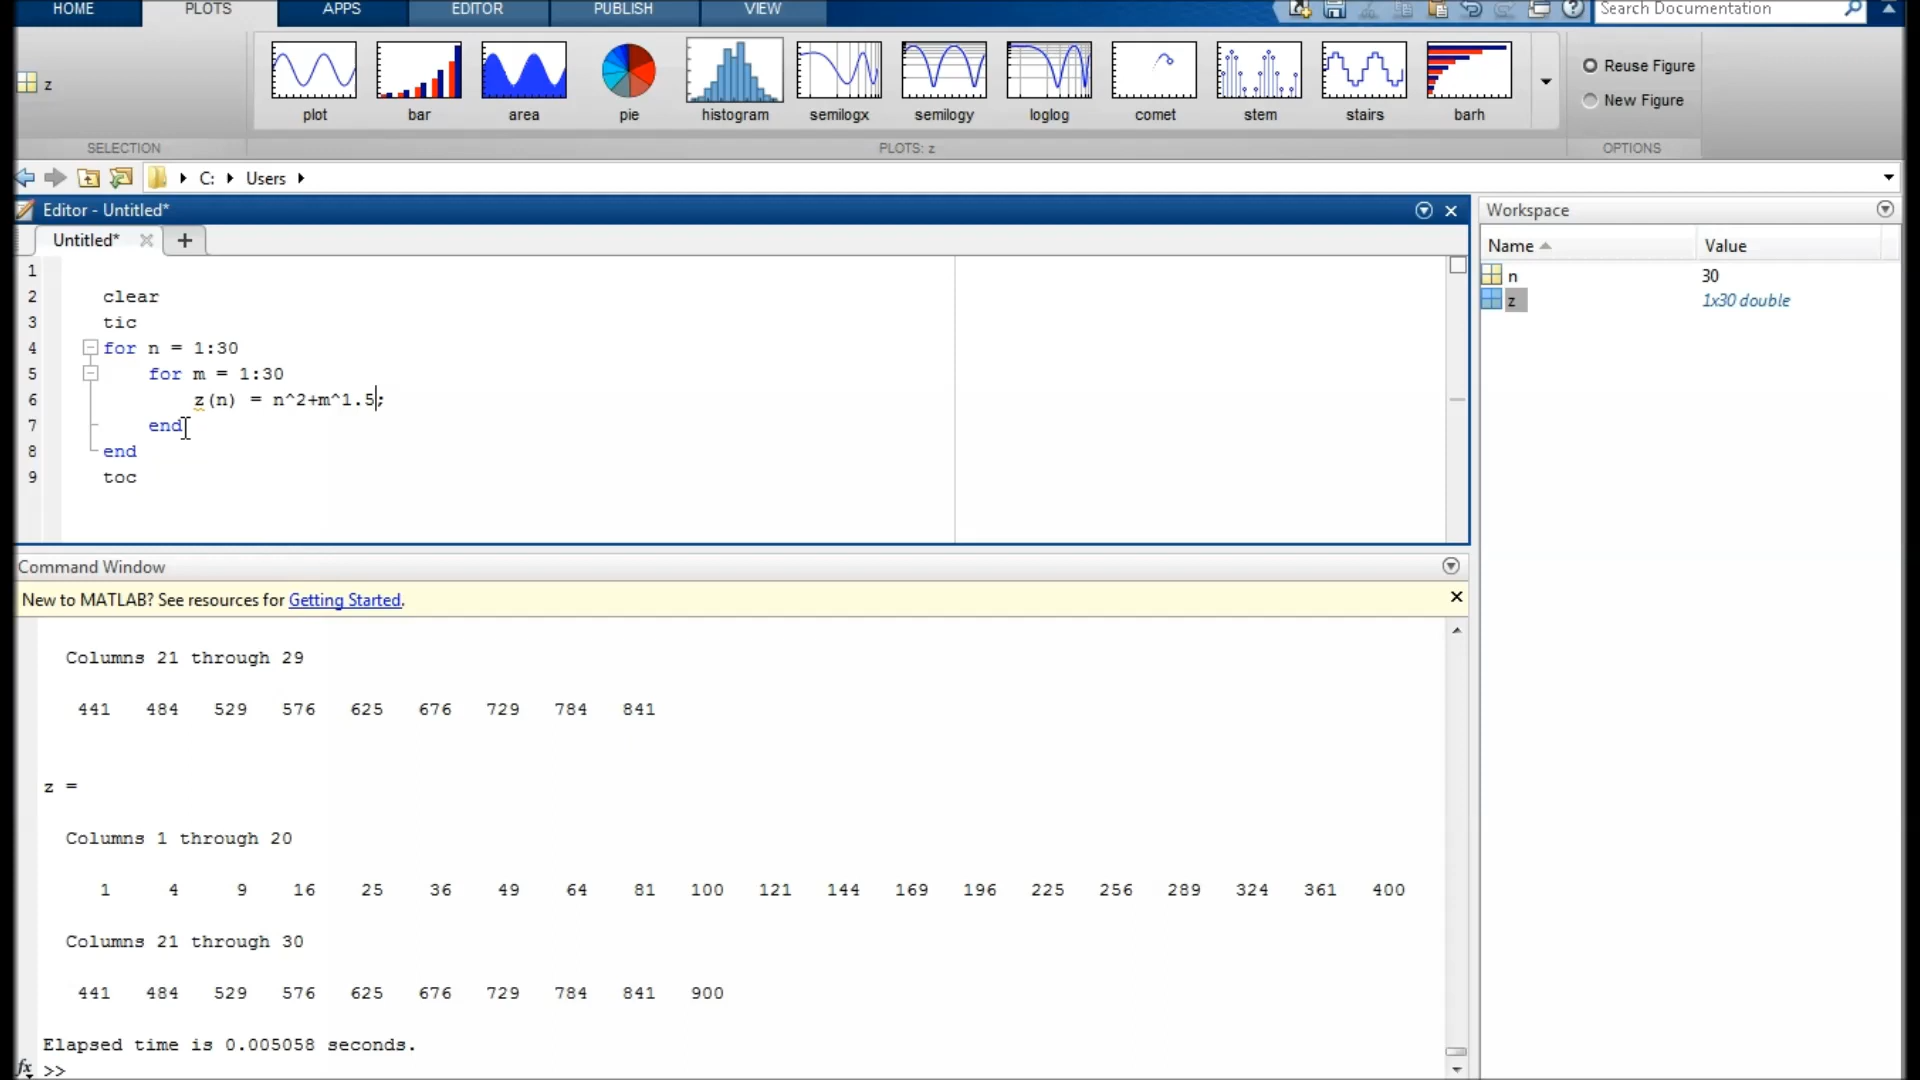 HOME PLOTS APPS EDITOR PUBLISH VIEW Search Documentation
z
plot bar area pie histogram semilogx semilogy loglog comet stem stairs barh
Reuse Figure
New Figure
SELECTION PLOTS: z OPTIONS
C: Users
Editor - Untitled*
Untitled*
1
2 clear
3 tic
4 for n = 1:30
5 for m = 1:30
6 z(n) = n^2+m^1.5;
7 end
8 end
9 toc
Workspace
Name Value
n 30
z 1x30 double
Command Window
New to MATLAB? See resources for Getting Started.
Columns 21 through 29
441 484 529 576 625 676 729 784 841
z =
Columns 1 through 20
1 4 9 16 25 36 49 64 81 100 121 144 169 196 225 256 289 324 361 400
Columns 21 through 30
441 484 529 576 625 676 729 784 841 900
Elapsed time is 0.005058 seconds.
fx >>